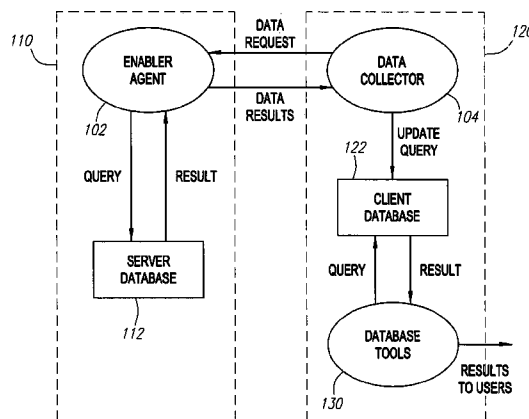 110
ENABLER
AGENT
102
DATA
REQUEST
DATA
RESULTS
DATA
COLLECTOR
104
120
UPDATE
QUERY
122
QUERY
RESULT
CLIENT
DATABASE
SERVER
DATABASE
112
QUERY
RESULT
DATABASE
TOOLS
130
RESULTS
TO USERS